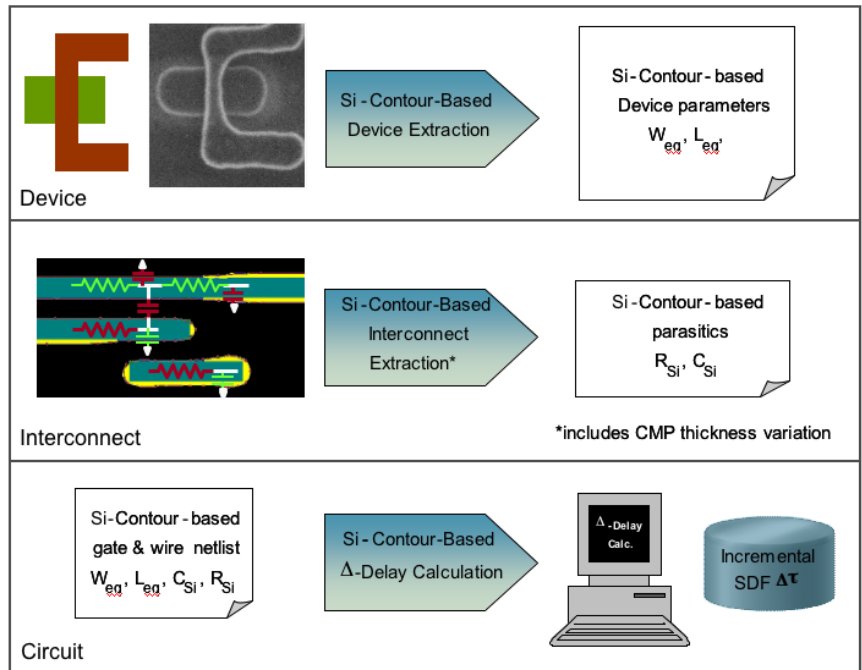 Si-Contour-Based
Device Extraction
Si-Contour-based
Device parameters
Weq, Leq,
Device
Si-Contour-Based
Interconnect
Extraction*
Si-Contour-based
parasitics
RSi, CSi
*includes CMP thickness variation
Interconnect
Si-Contour-based
gate & wire netlist
Weq, Leq, CSi, RSi
Si-Contour-Based
Δ-Delay Calculation
Δ-Delay
Calc.
Incremental
SDF Δτ
Circuit